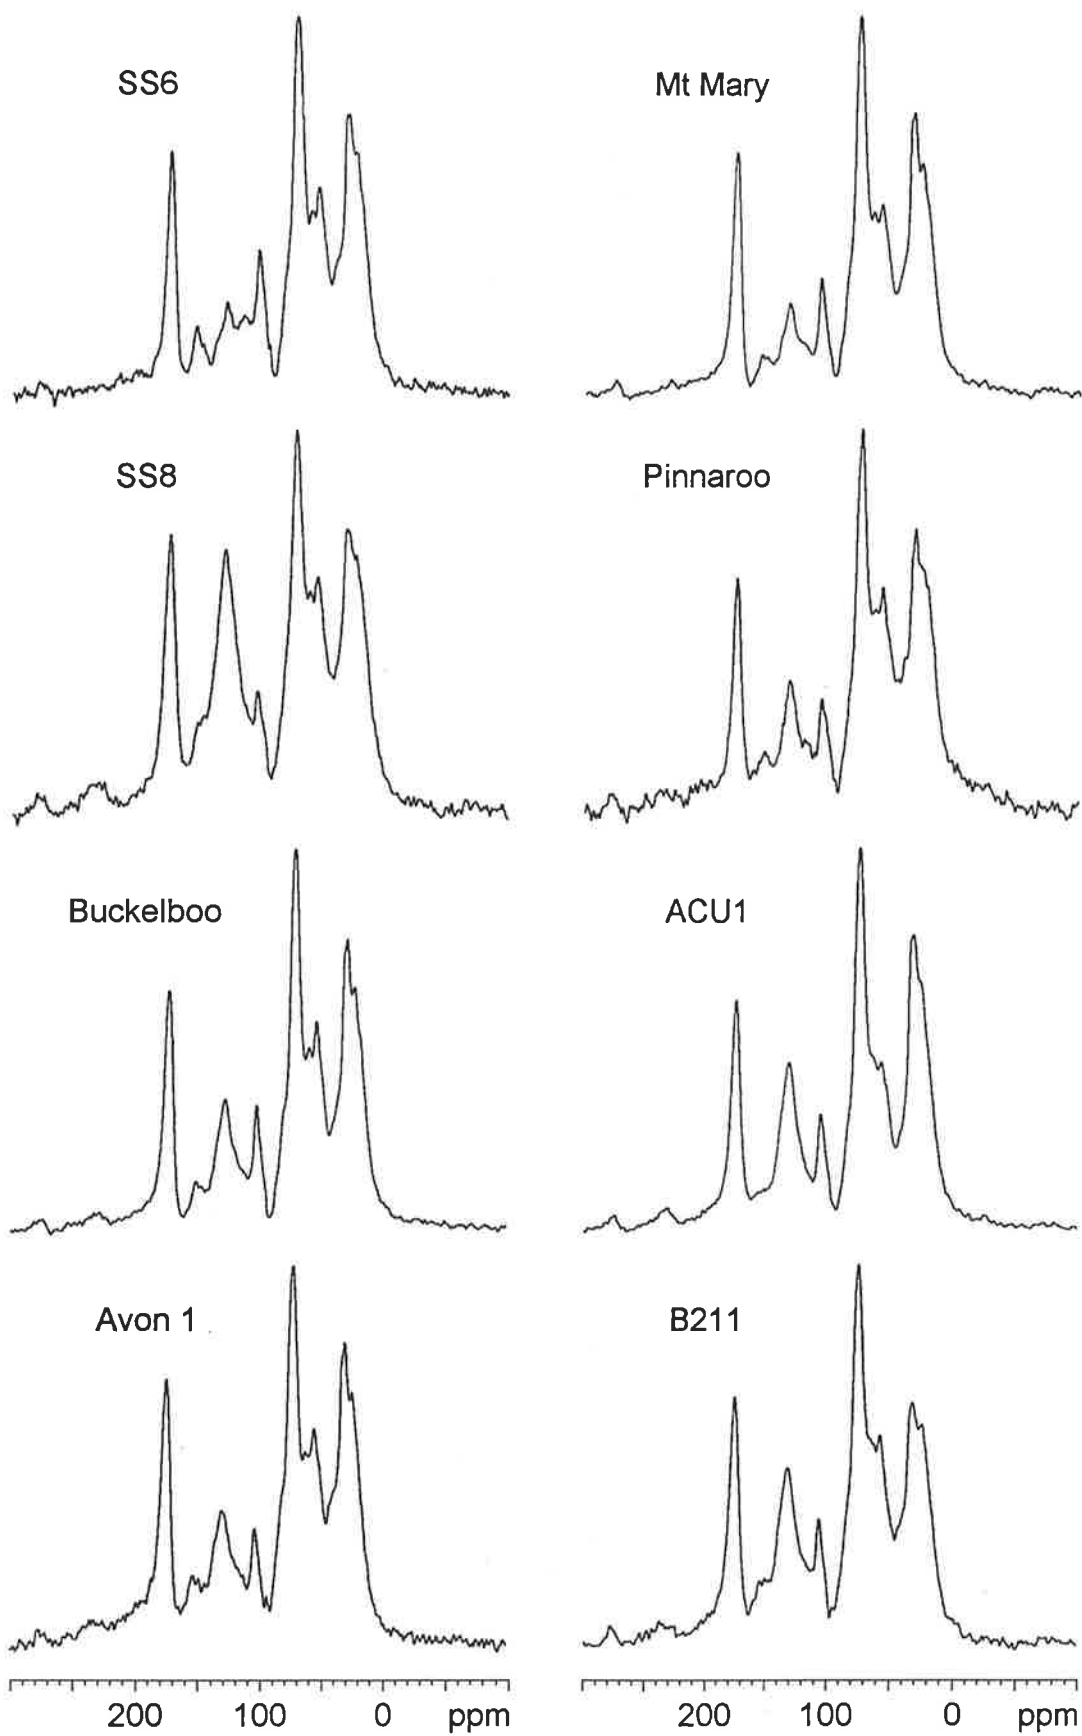 SS6
Mt Mary
SS8
Pinnaroo
Buckelboo
ACU1
Avon 1
B211
200 100 0 ppm
200 100 0 ppm